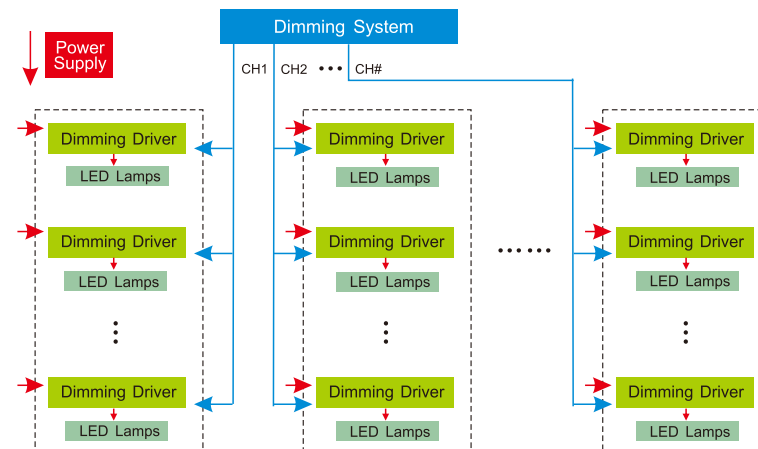 Dimming System
Power
Supply
CH1 CH2 ••• CH#
Dimming Driver Dimming Driver Dimming Driver
LED Lamps LED Lamps LED Lamps
Dimming Driver Dimming Driver •••••• Dimming Driver
LED Lamps LED Lamps LED Lamps
Dimming Driver Dimming Driver Dimming Driver
LED Lamps LED Lamps LED Lamps